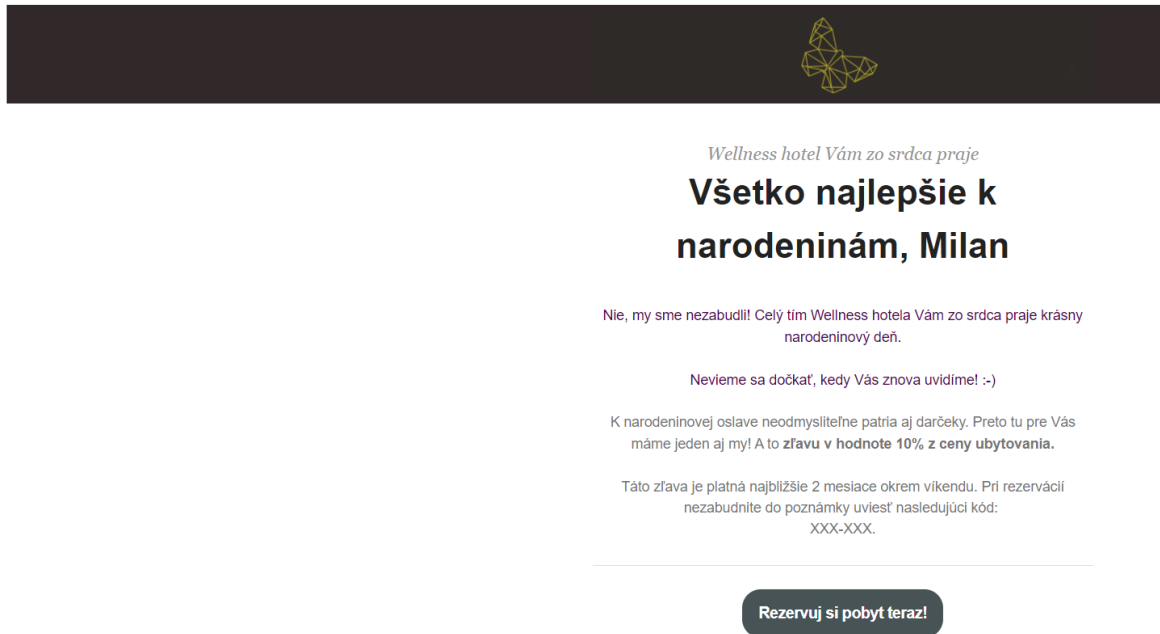 Wellness hotel Vám zo srdca praje
Všetko najlepšie k
narodeninám, Milan
Nie, my sme nezabudli! Celý tím Wellness hotela Vám zo srdca praje krásny
narodeninový deň.
Nevieme sa dočkať, kedy Vás znova uvidíme! :-)
K narodeninovej oslave neodmysliteľne patria aj darčeky. Preto tu pre Vás
máme jeden aj my! A to zľavu v hodnote 10% z ceny ubytovania.
Táto zľava je platná najbližšie 2 mesiace okrem víkendu. Pri rezervácií
nezabudnite do poznámky uviesť nasledujúci kód:
XXX-XXX.
Rezervuj si pobyt teraz!